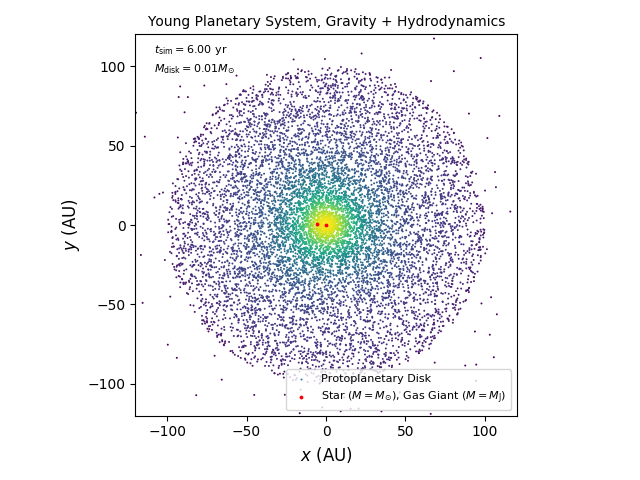 Young Planetary System, Gravity + Hydrodynamics
t_sim = 6.00 yr
M_disk = 0.01M_⊙
100
50
0
−50
−100
y (AU)
−100 −50 0 50 100
x (AU)
Protoplanetary Disk
Star (M = M_⊙), Gas Giant (M = M_J)